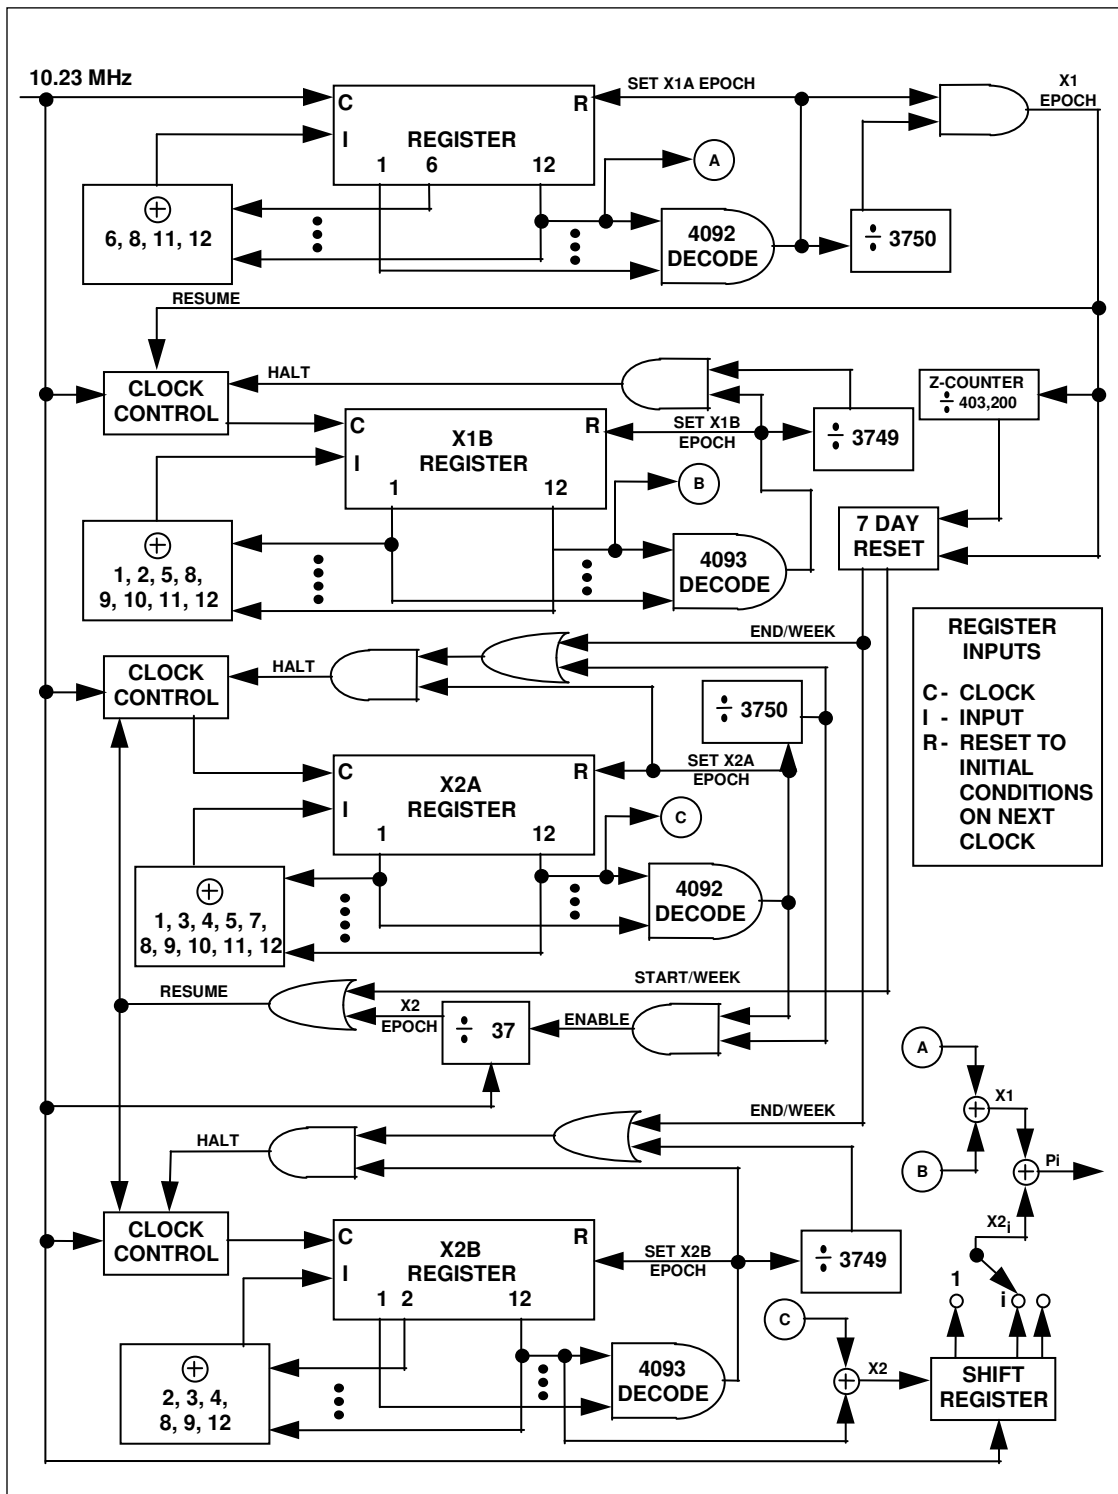 10.23 MHz
C
R
I
REGISTER
1 6 12
SET X1A EPOCH
X1
EPOCH
A
⊕
6, 8, 11, 12
4092
DECODE
÷ 3750
RESUME
CLOCK
CONTROL
HALT
Z-COUNTER
÷ 403,200
C
R
I
X1B
REGISTER
1 12
SET X1B
EPOCH
÷ 3749
B
⊕
1, 2, 5, 8,
9, 10, 11, 12
4093
DECODE
7 DAY
RESET
END/WEEK
CLOCK
CONTROL
HALT
÷ 3750
REGISTER
INPUTS
C - CLOCK
I - INPUT
R - RESET TO
INITIAL
CONDITIONS
ON NEXT
CLOCK
C
R
I
X2A
REGISTER
1 12
SET X2A
EPOCH
C
⊕
1, 3, 4, 5, 7,
8, 9, 10, 11, 12
4092
DECODE
START/WEEK
RESUME
X2
EPOCH
÷ 37
ENABLE
A
X1
B
Pi
X2i
END/WEEK
HALT
CLOCK
CONTROL
C
R
I
X2B
REGISTER
1 2 12
SET X2B
EPOCH
÷ 3749
1
i
C
X2
SHIFT
REGISTER
⊕
2, 3, 4,
8, 9, 12
4093
DECODE